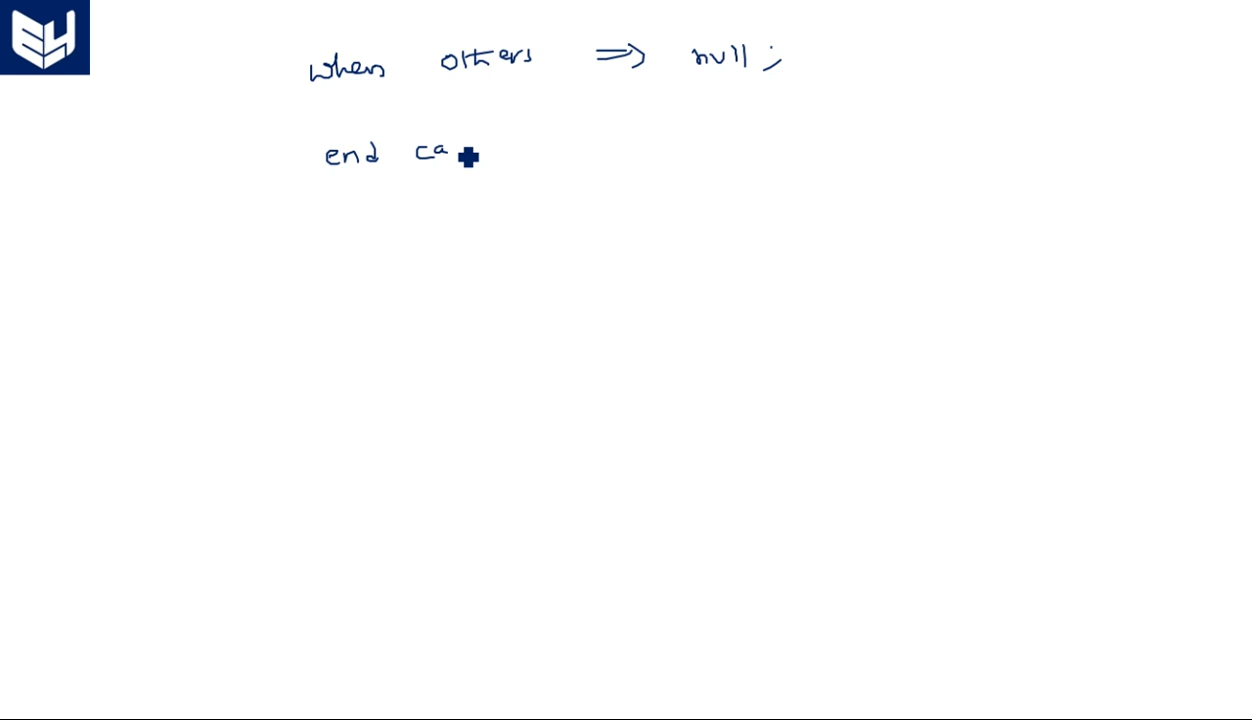 when others => null;
end ca